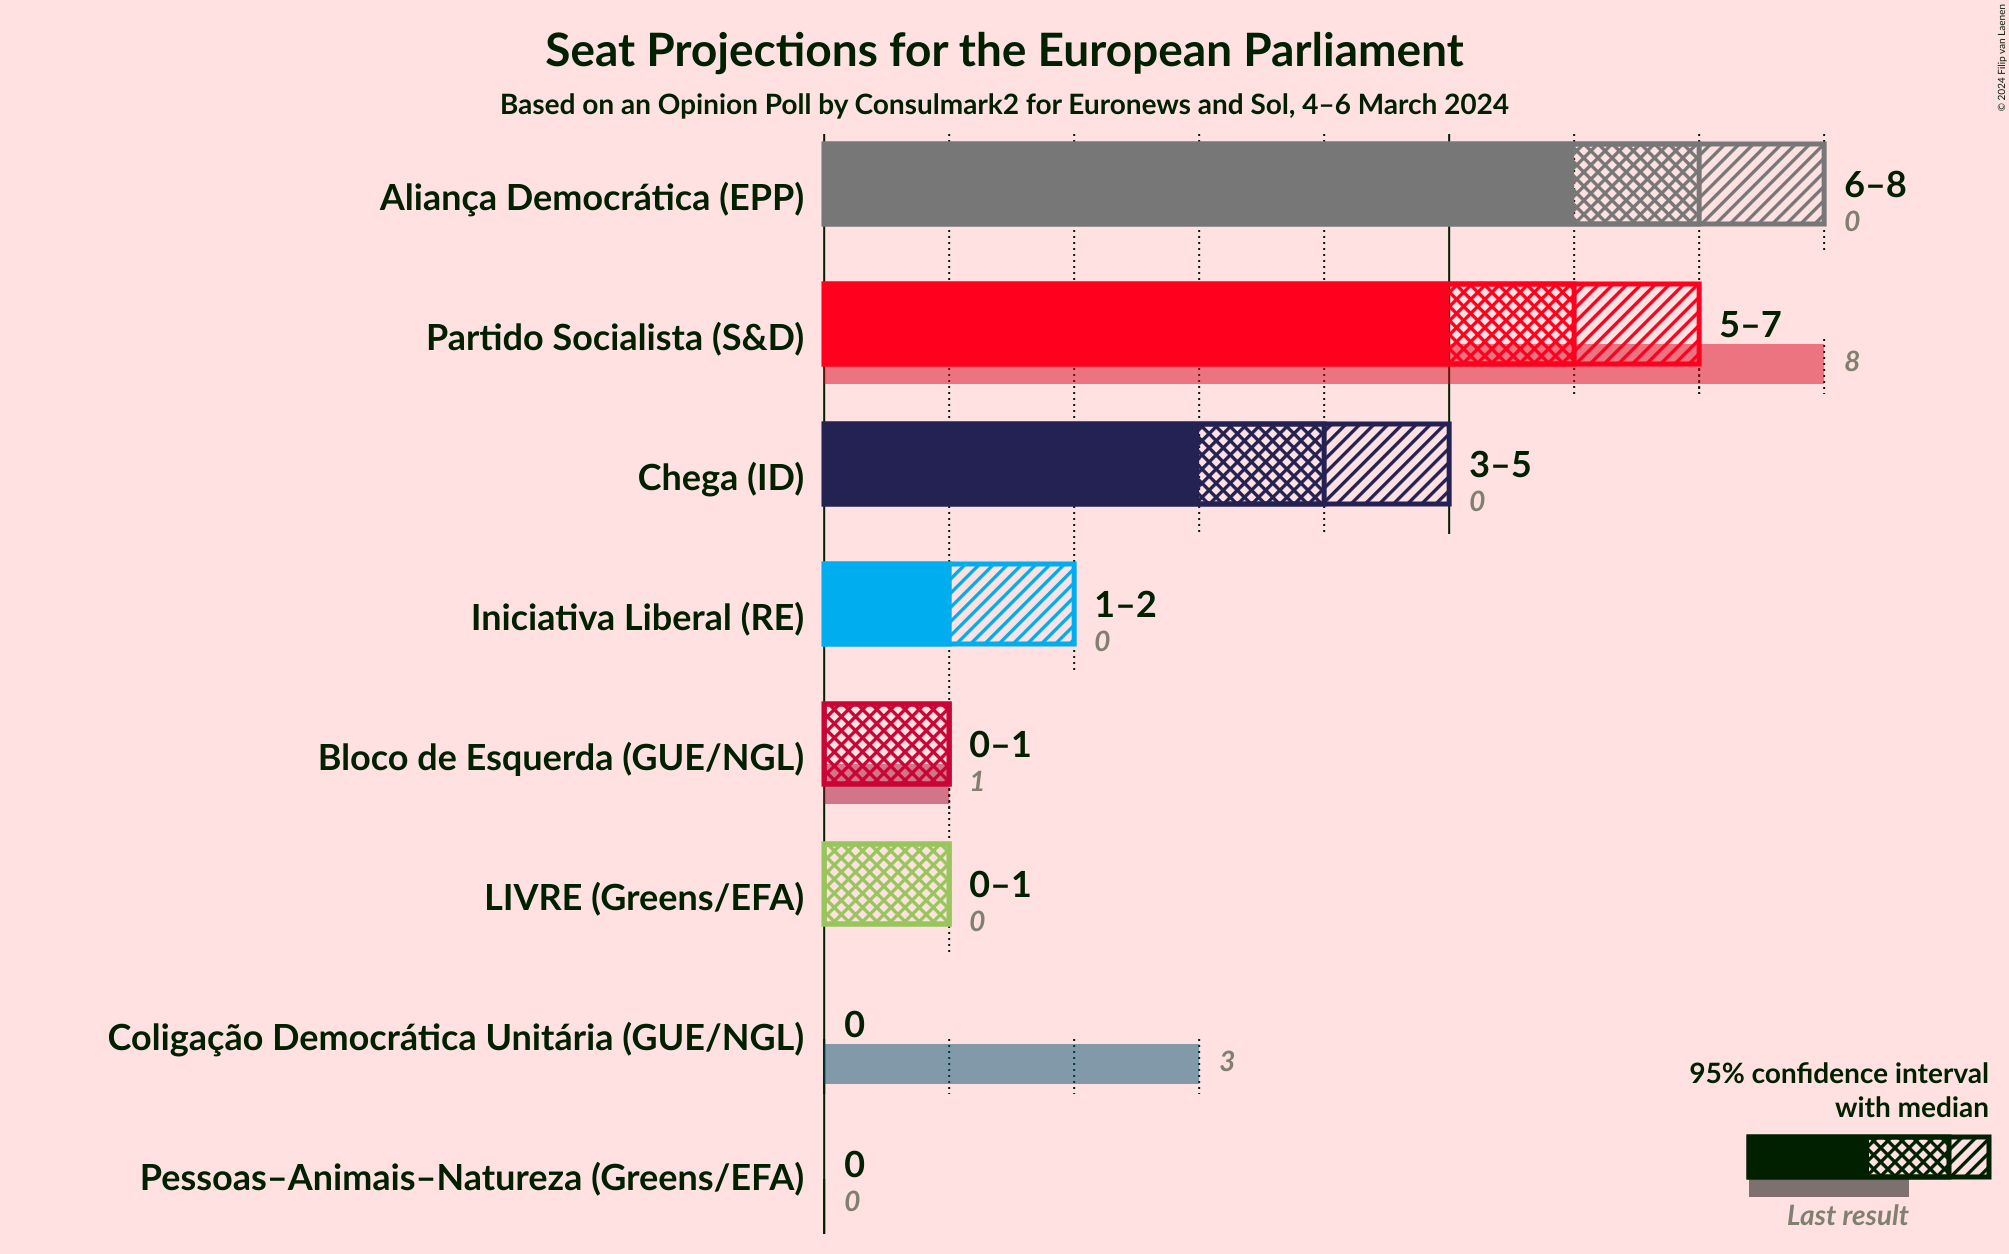 Seat Projections for the European Parliament
Based on an Opinion Poll by Consulmark2 for Euronews and Sol, 4–6 March 2024
© 2024 Filip van Laenen
Aliança Democrática (EPP)
6–8
0
Partido Socialista (S&D)
5–7
8
Chega (ID)
3–5
0
Iniciativa Liberal (RE)
1–2
0
Bloco de Esquerda (GUE/NGL)
0–1
1
LIVRE (Greens/EFA)
0–1
0
Coligação Democrática Unitária (GUE/NGL)
0
3
Pessoas–Animais–Natureza (Greens/EFA)
0
0
95% confidence interval
with median
Last result